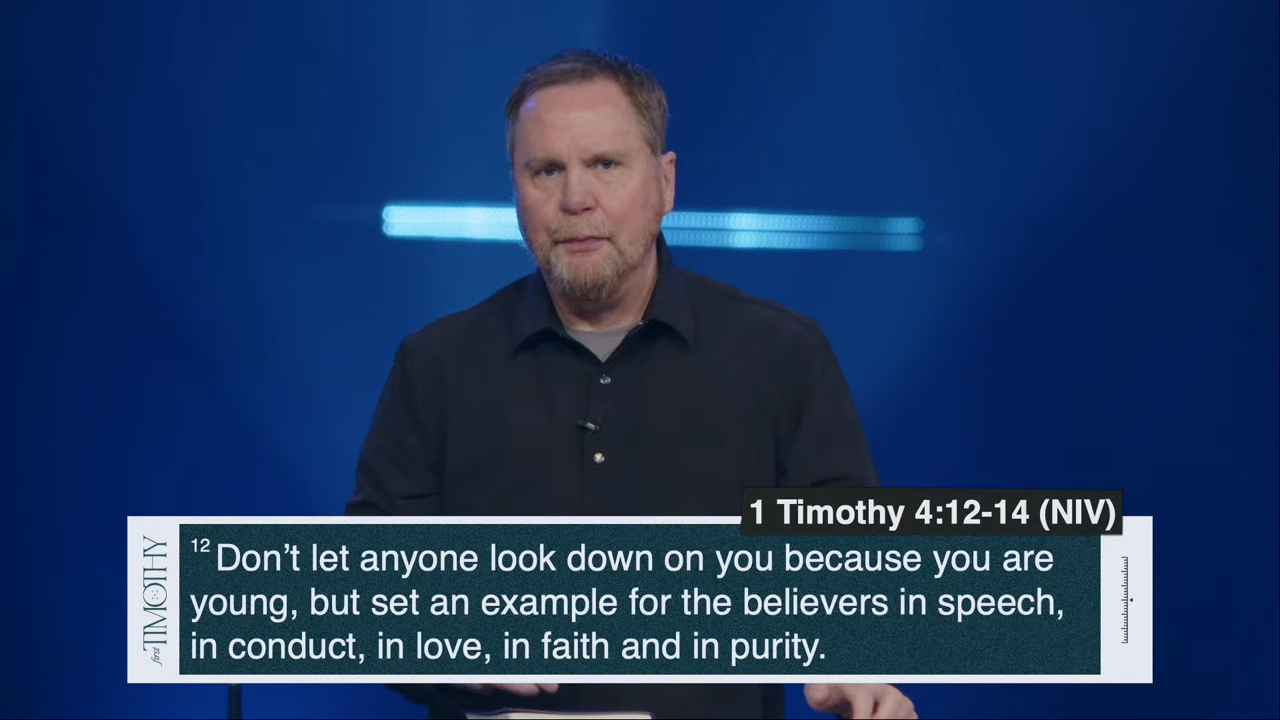 1 Timothy 4:12-14 (NIV)
12 Don’t let anyone look down on you because you are
young, but set an example for the believers in speech,
in conduct, in love, in faith and in purity.
first TIMOTHY